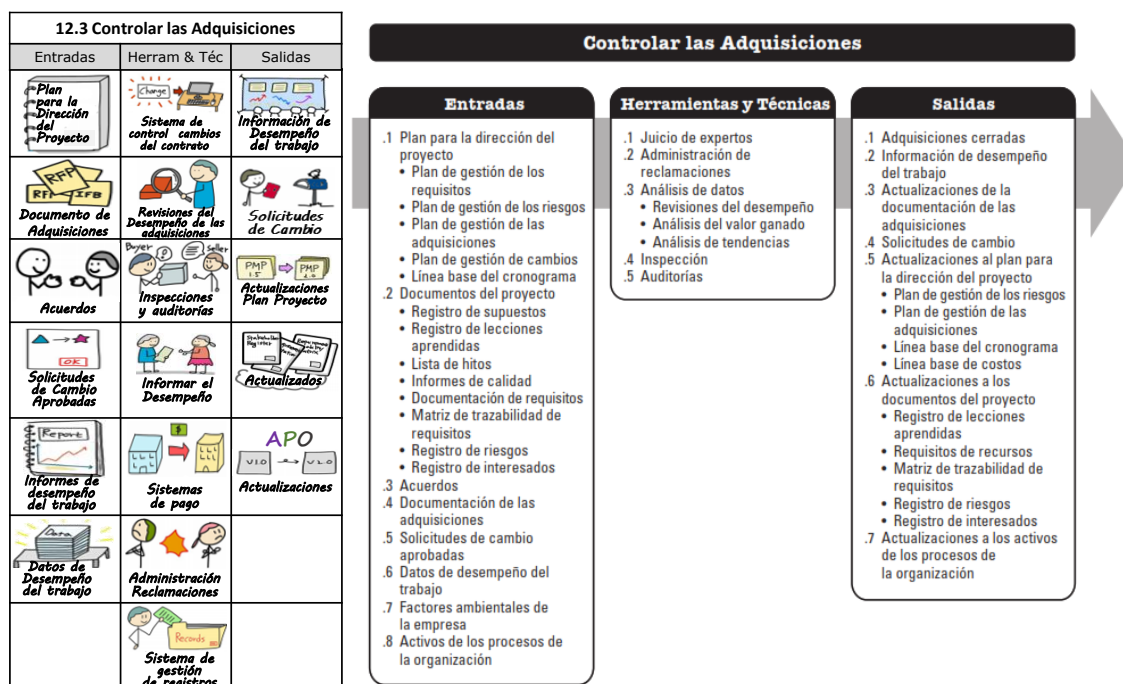 12.3 Controlar las Adquisiciones
Entradas
Herram & Téc
Salidas
Plan
para la
Dirección
del
Proyecto
Change
Sistema de
control cambios
del contrato
Información de
Desempeño
del trabajo
RFP
RFP
IFB
Documento de
Adquisiciones
Revisiones del
Desempeño de las
adquisiciones
Solicitudes
de Cambio
Acuerdos
Buyer
Seller
Inspecciones
y auditorías
PMP
1.5
PMP
2.0
Actualizaciones
Plan Proyecto
OK
Solicitudes
de Cambio
Aprobadas
Informar el
Desempeño
Stakeholder
Register
Actualizados
Report
Informes de
desempeño
del trabajo
$
Sistemas
de pago
APO
V1.0
V2.0
Actualizaciones
Data
Datos de
Desempeño
del trabajo
Administración
Reclamaciones
Records
Sistema de
gestión
de registros
Controlar las Adquisiciones
Entradas
.1 Plan para la dirección del
proyecto
• Plan de gestión de los
requisitos
• Plan de gestión de los riesgos
• Plan de gestión de las
adquisiciones
• Plan de gestión de cambios
• Línea base del cronograma
.2 Documentos del proyecto
• Registro de supuestos
• Registro de lecciones
aprendidas
• Lista de hitos
• Informes de calidad
• Documentación de requisitos
• Matriz de trazabilidad de
requisitos
• Registro de riesgos
• Registro de interesados
.3 Acuerdos
.4 Documentación de las
adquisiciones
.5 Solicitudes de cambio
aprobadas
.6 Datos de desempeño del
trabajo
.7 Factores ambientales de
la empresa
.8 Activos de los procesos de
la organización
Herramientas y Técnicas
.1 Juicio de expertos
.2 Administración de
reclamaciones
.3 Análisis de datos
• Revisiones del desempeño
• Análisis del valor ganado
• Análisis de tendencias
.4 Inspección
.5 Auditorías
Salidas
.1 Adquisiciones cerradas
.2 Información de desempeño
del trabajo
.3 Actualizaciones de la
documentación de las
adquisiciones
.4 Solicitudes de cambio
.5 Actualizaciones al plan para
la dirección del proyecto
• Plan de gestión de los riesgos
• Plan de gestión de las
adquisiciones
• Línea base del cronograma
• Línea base de costos
.6 Actualizaciones a los
documentos del proyecto
• Registro de lecciones
aprendidas
• Requisitos de recursos
• Matriz de trazabilidad de
requisitos
• Registro de riesgos
• Registro de interesados
.7 Actualizaciones a los activos
de los procesos de
la organización